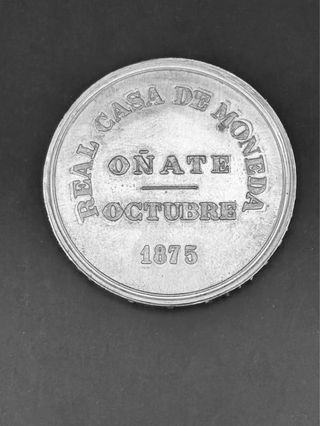 REAL CASA DE MONEDA
OÑATE
OCTUBRE
1875